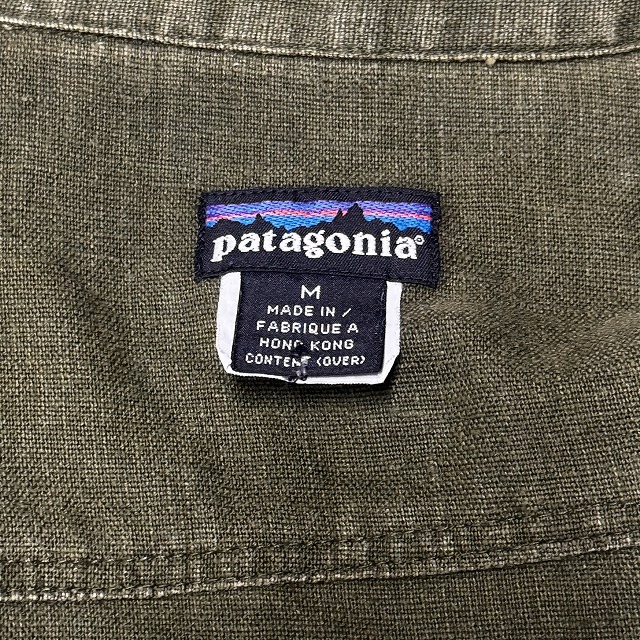 patagonia®
M
MADE IN /
FABRIQUE A
HONG KONG
CONTENT (OVER)